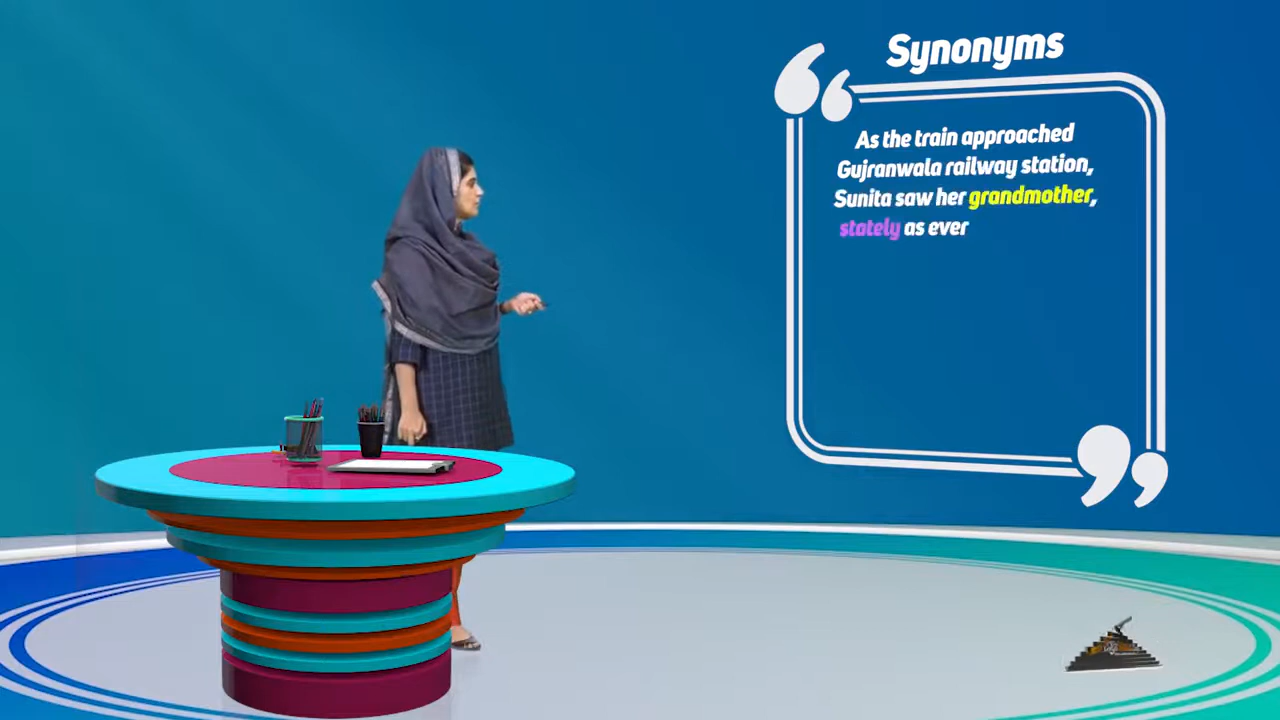 Synonyms
As the train approached
Gujranwala railway station,
Sunita saw her grandmother,
stately as ever